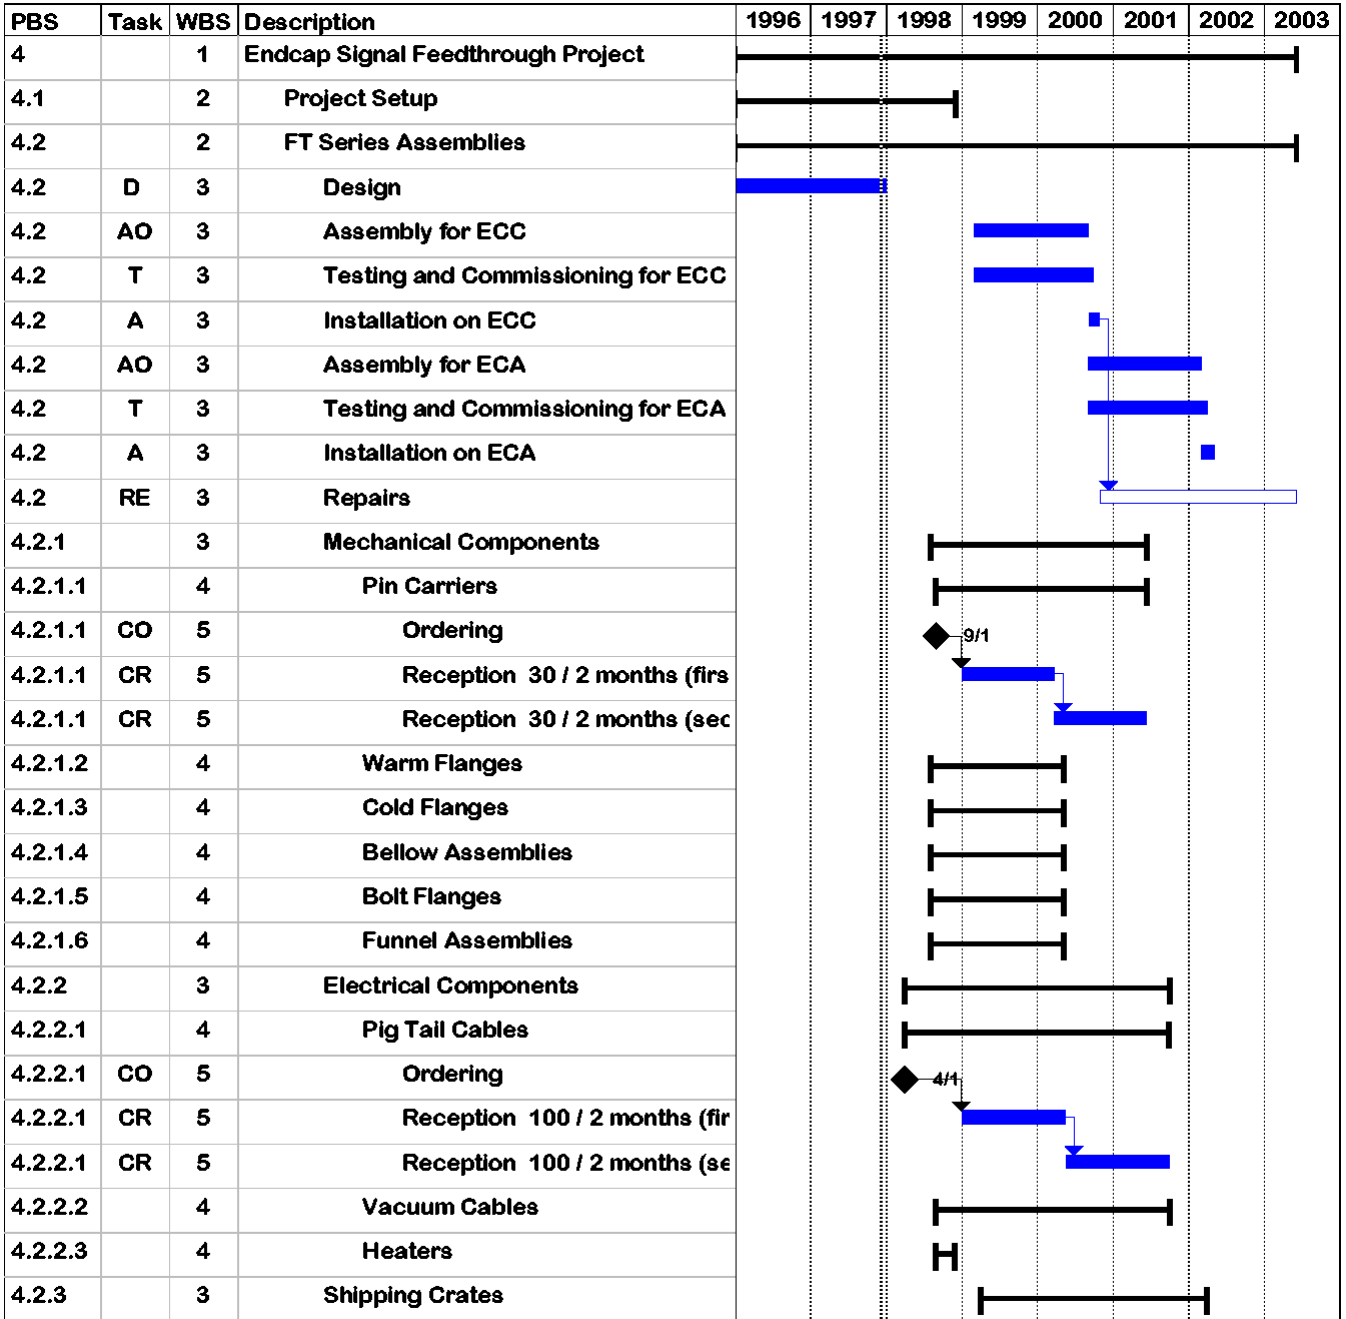 PBS Task WBS Description 1996 1997 1998 1999 2000 2001 2002 2003
4 1 Endcap Signal Feedthrough Project
4.1 2 Project Setup
4.2 2 FT Series Assemblies
4.2 D 3 Design
4.2 AO 3 Assembly for ECC
4.2 T 3 Testing and Commissioning for ECC
4.2 A 3 Installation on ECC
4.2 AO 3 Assembly for ECA
4.2 T 3 Testing and Commissioning for ECA
4.2 A 3 Installation on ECA
4.2 RE 3 Repairs
4.2.1 3 Mechanical Components
4.2.1.1 4 Pin Carriers
4.2.1.1 CO 5 Ordering 9/1
4.2.1.1 CR 5 Reception 30 / 2 months (firs
4.2.1.1 CR 5 Reception 30 / 2 months (sec
4.2.1.2 4 Warm Flanges
4.2.1.3 4 Cold Flanges
4.2.1.4 4 Bellow Assemblies
4.2.1.5 4 Bolt Flanges
4.2.1.6 4 Funnel Assemblies
4.2.2 3 Electrical Components
4.2.2.1 4 Pig Tail Cables
4.2.2.1 CO 5 Ordering 4/1
4.2.2.1 CR 5 Reception 100 / 2 months (fir
4.2.2.1 CR 5 Reception 100 / 2 months (se
4.2.2.2 4 Vacuum Cables
4.2.2.3 4 Heaters
4.2.3 3 Shipping Crates